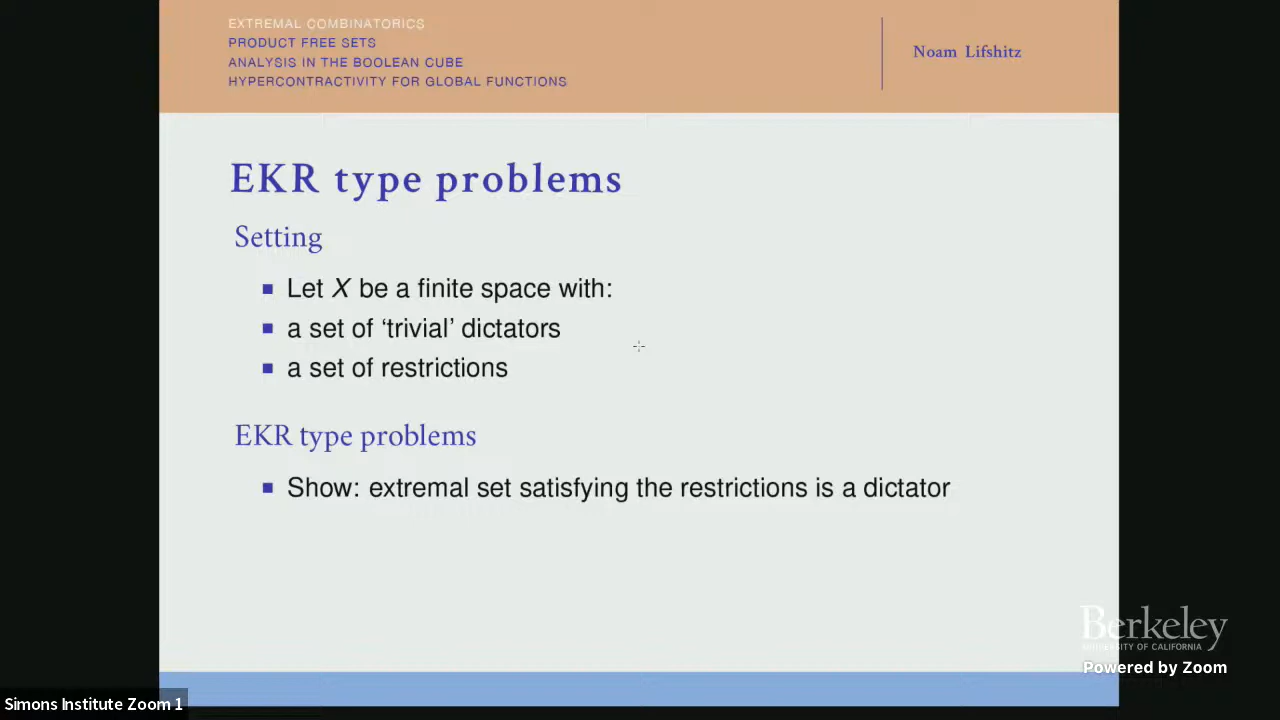 EXTREMAL COMBINATORICS
PRODUCT FREE SETS
ANALYSIS IN THE BOOLEAN CUBE
HYPERCONTRACTIVITY FOR GLOBAL FUNCTIONS
Noam Lifshitz
EKR type problems
Setting
Let X be a finite space with:
a set of ‘trivial’ dictators
a set of restrictions
EKR type problems
Show: extremal set satisfying the restrictions is a dictator
Berkeley
UNIVERSITY OF CALIFORNIA
Powered by Zoom
Simons Institute Zoom 1